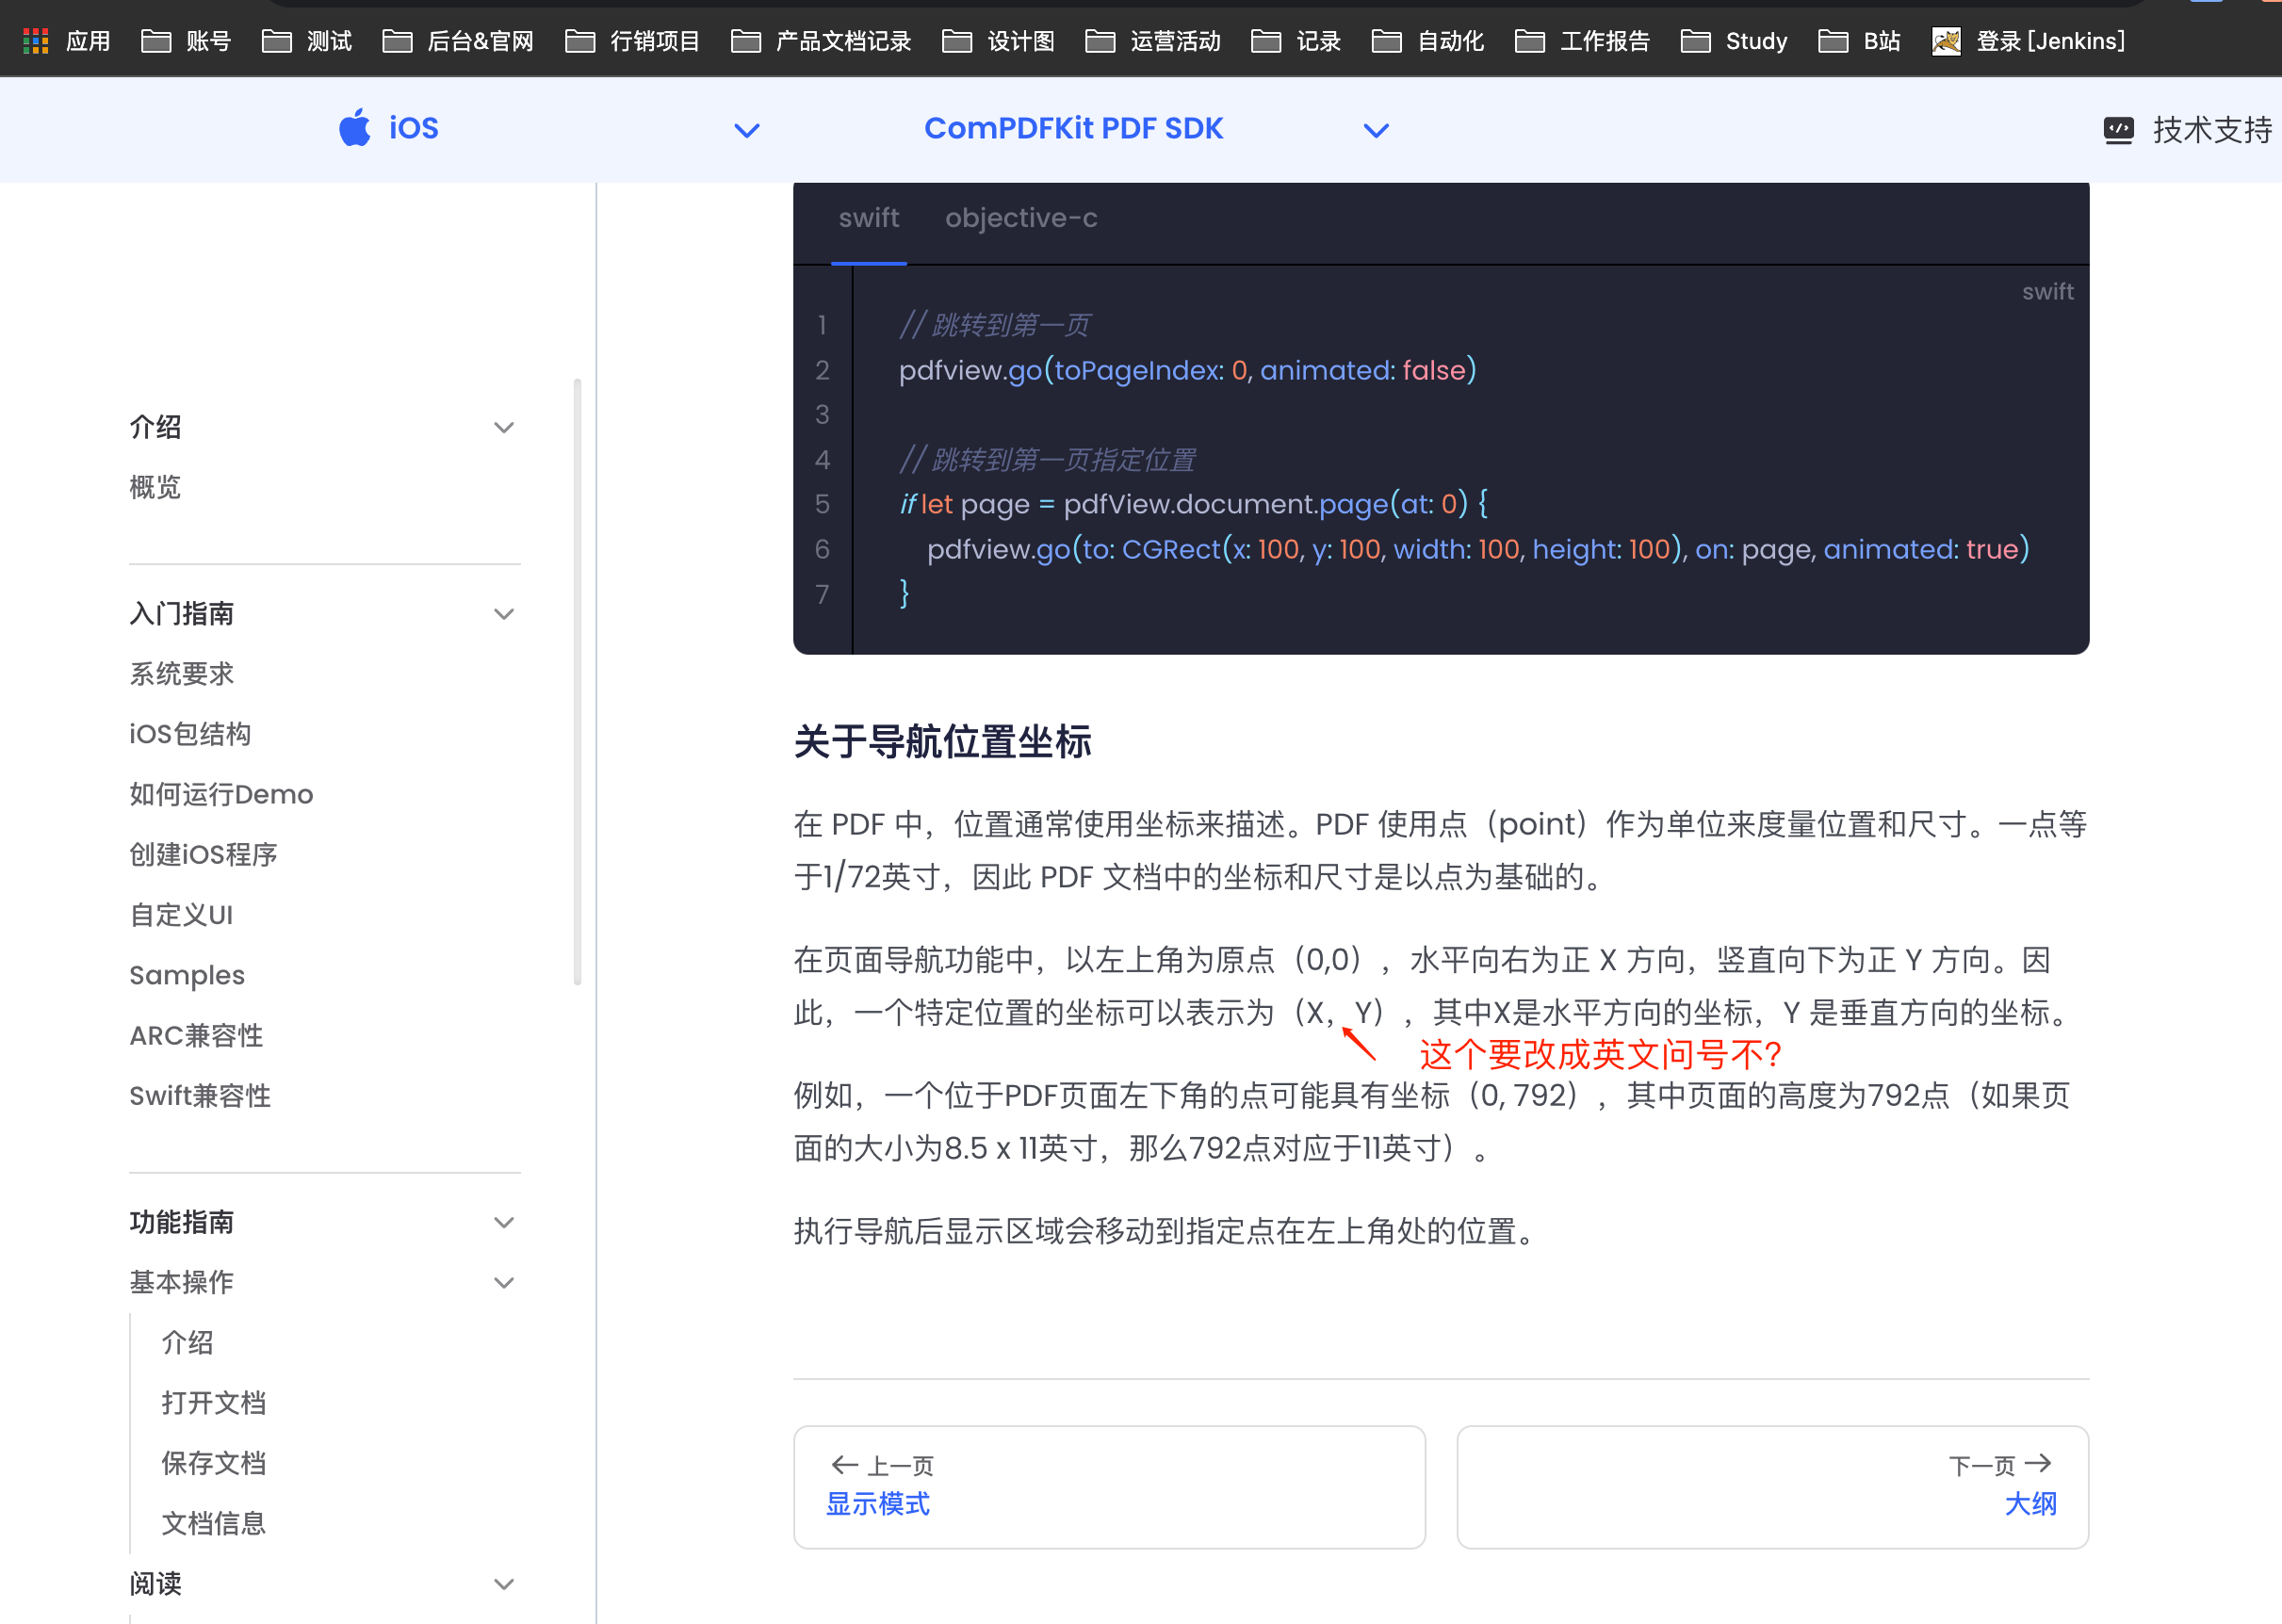 应用 账号 测试 后台&官网 行销项目 产品文档记录 设计图 运营活动 记录 自动化 工作报告 Study B站 登录 [Jenkins]
iOS ComPDFKit PDF SDK 技术支持
介绍
概览
入门指南
系统要求
iOS包结构
如何运行Demo
创建iOS程序
自定义UI
Samples
ARC兼容性
Swift兼容性
功能指南
基本操作
介绍
打开文档
保存文档
文档信息
阅读
swift objective-c
swift
1 // 跳转到第一页
2 pdfview.go(toPageIndex: 0, animated: false)
3
4 // 跳转到第一页指定位置
5 if let page = pdfView.document.page(at: 0) {
6 pdfview.go(to: CGRect(x: 100, y: 100, width: 100, height: 100), on: page, animated: true)
7 }
关于导航位置坐标
在 PDF 中，位置通常使用坐标来描述。PDF 使用点（point）作为单位来度量位置和尺寸。一点等
于1/72英寸，因此 PDF 文档中的坐标和尺寸是以点为基础的。
在页面导航功能中，以左上角为原点（0,0），水平向右为正 X 方向，竖直向下为正 Y 方向。因
此，一个特定位置的坐标可以表示为（X，Y），其中X是水平方向的坐标，Y 是垂直方向的坐标。
这个要改成英文问号不?
例如，一个位于PDF页面左下角的点可能具有坐标（0, 792），其中页面的高度为792点（如果页
面的大小为8.5 x 11英寸，那么792点对应于11英寸）。
执行导航后显示区域会移动到指定点在左上角处的位置。
← 上一页
显示模式
下一页 →
大纲